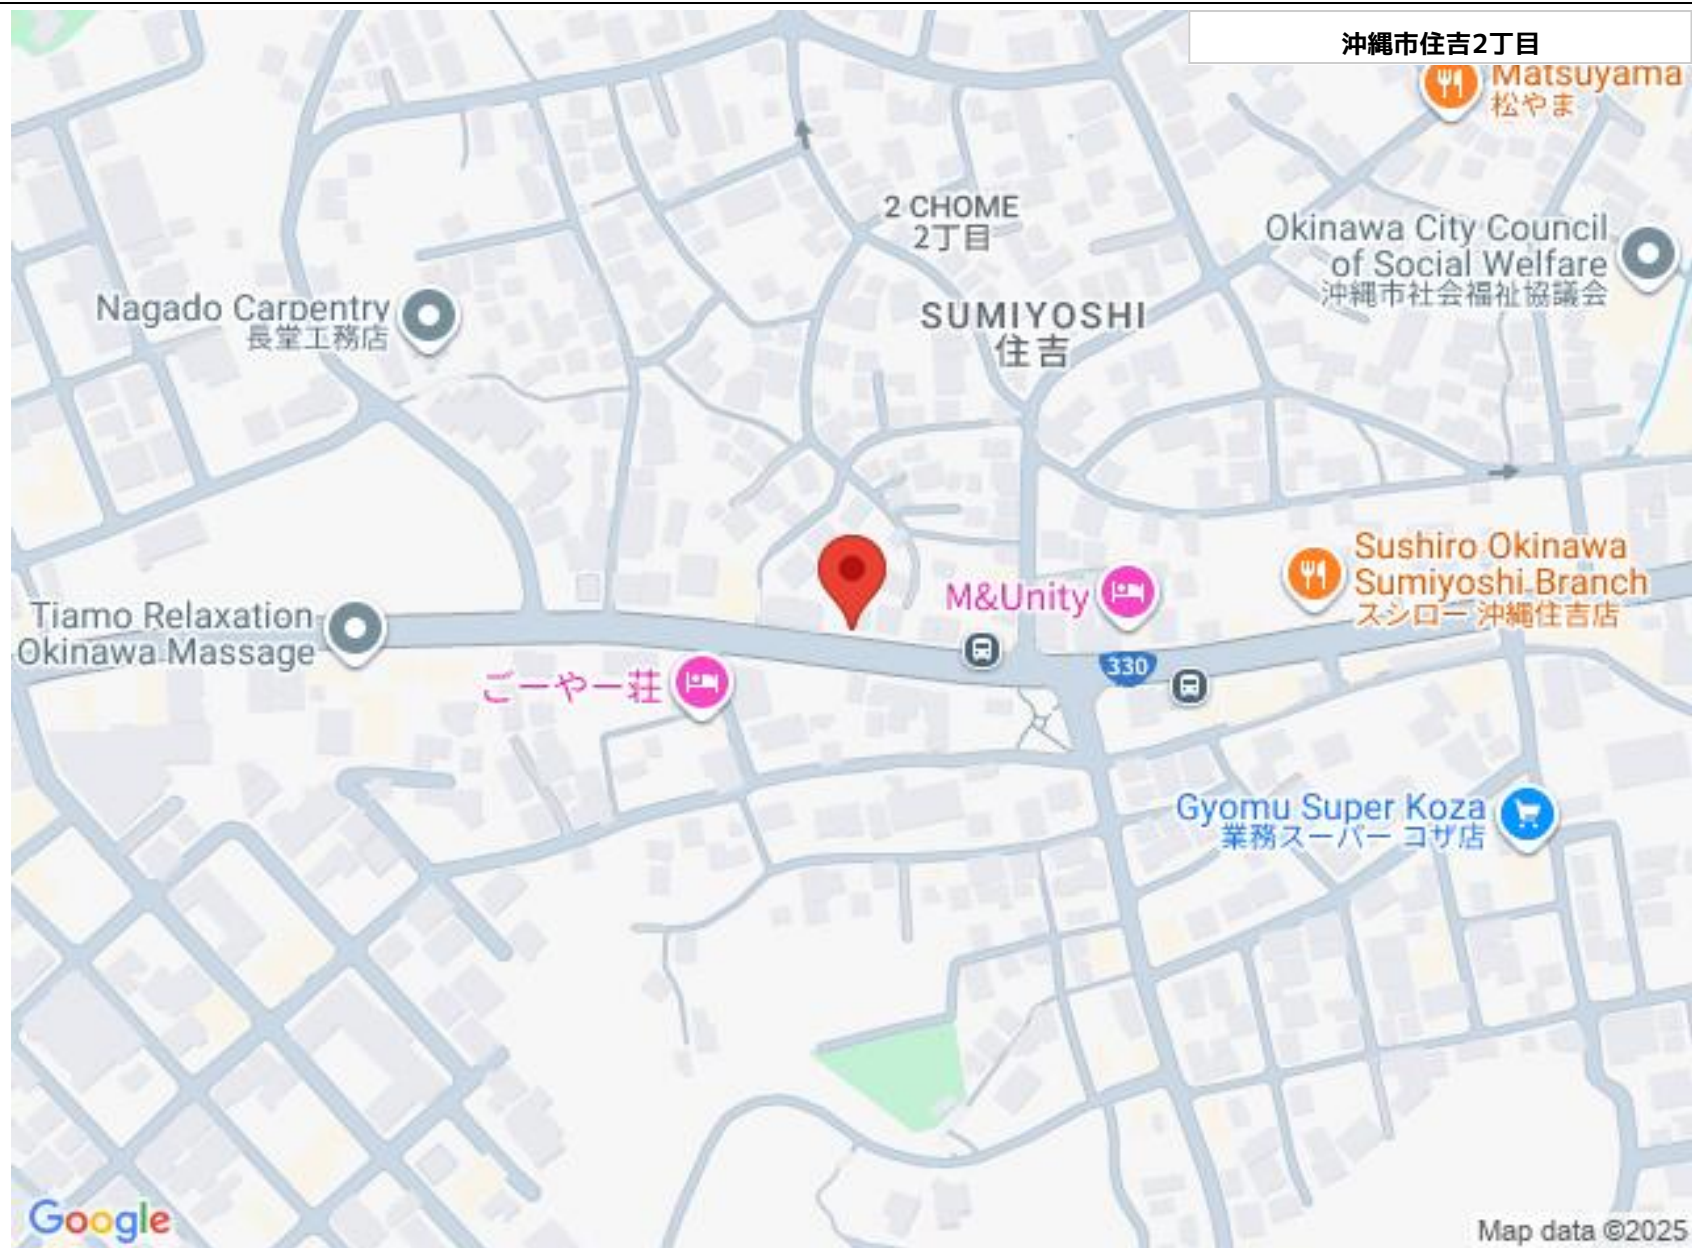 沖縄市住吉2丁目
Matsuyama
松やま
2 CHOME
2丁目
Okinawa City Council
of Social Welfare
沖縄市社会福祉協議会
Nagado Carpentry
長堂工務店
SUMIYOSHI
住吉
Sushiro Okinawa
Sumiyoshi Branch
スシロー 沖縄住吉店
M&Unity
Tiamo Relaxation
Okinawa Massage
330
ごーやー荘
Gyomu Super Koza
業務スーパー コザ店
Google
Map data ©2025